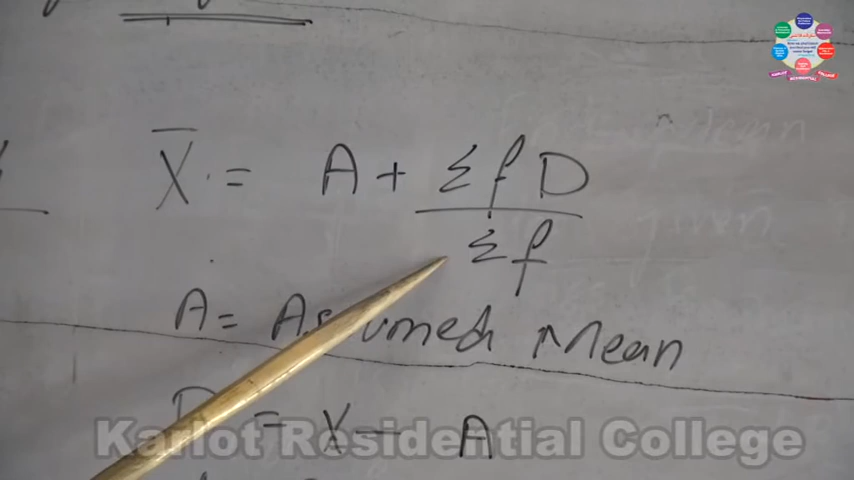 X̄ = A + ΣfD / Σf
A = Assumed Mean
D = X - A
Karlot Residential College